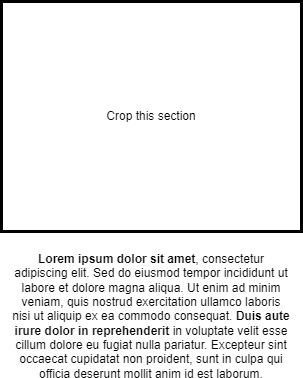 Crop this section
Lorem ipsum dolor sit amet, consectetur
adipiscing elit. Sed do eiusmod tempor incididunt ut
labore et dolore magna aliqua. Ut enim ad minim
veniam, quis nostrud exercitation ullamco laboris
nisi ut aliquip ex ea commodo consequat. Duis aute
irure dolor in reprehenderit in voluptate velit esse
cillum dolore eu fugiat nulla pariatur. Excepteur sint
occaecat cupidatat non proident, sunt in culpa qui
officia deserunt mollit anim id est laborum.